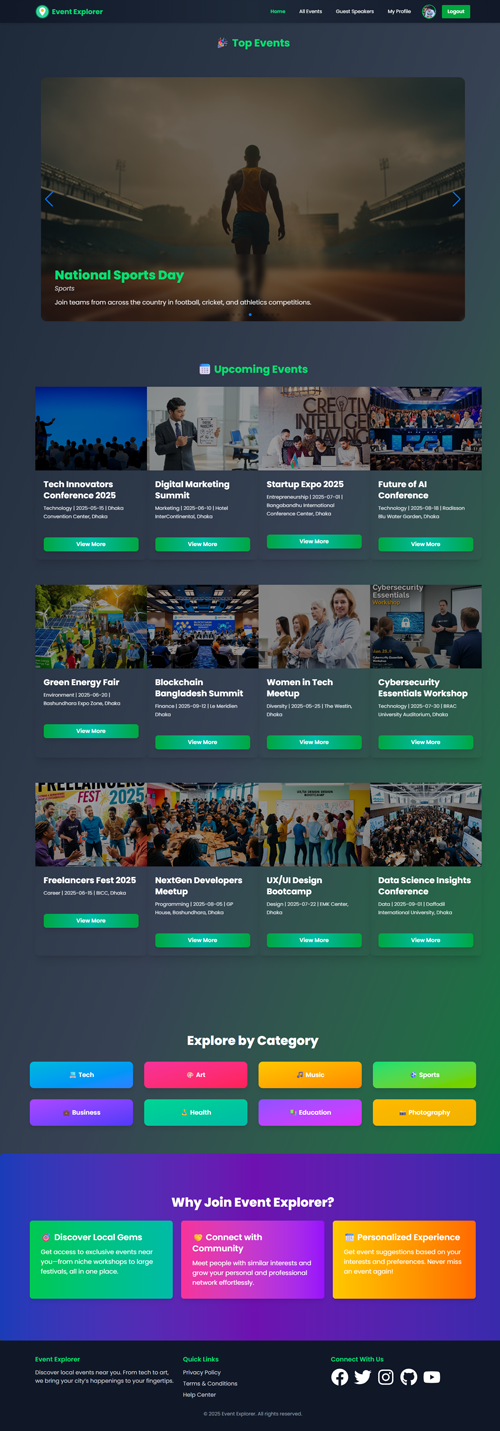 Event Explorer
Home All Events Guest Speakers My Profile Logout
Top Events
National Sports Day
Sports
Join teams from across the country in football, cricket, and athletics competitions.
Upcoming Events
Tech Innovators
Conference 2025
Technology | 2025-05-15 | Dhaka
Convention Center, Dhaka
View More
Digital Marketing
Summit
Marketing | 2025-06-10 | Hotel
InterContinental, Dhaka
View More
Startup Expo 2025
Entrepreneurship | 2025-07-01 |
Bangabandhu International
Conference Center, Dhaka
View More
Future of AI
Conference
Technology | 2025-08-18 | Radisson
Blu Water Garden, Dhaka
View More
Green Energy Fair
Environment | 2025-06-20 |
Bashundhara Expo Zone, Dhaka
View More
Blockchain
Bangladesh Summit
Finance | 2025-09-12 | Le Meridien
Dhaka
View More
Women in Tech
Meetup
Diversity | 2025-05-25 | The Westin,
Dhaka
View More
Cybersecurity
Essentials
Workshop
Cybersecurity
Essentials Workshop
Technology | 2025-07-30 | BRAC
University Auditorium, Dhaka
View More
FREELANCERS
FEST 2025
Freelancers Fest 2025
Career | 2025-06-15 | BICC, Dhaka
View More
NextGen Developers
Meetup
Programming | 2025-08-05 | GP
House, Bashundhara, Dhaka
View More
UX/UI Design
Bootcamp
Design | 2025-07-22 | EMK Center,
Dhaka
View More
Data Science Insights
Conference
Data | 2025-09-01 | Daffodil
International University, Dhaka
View More
Explore by Category
Tech
Art
Music
Sports
Business
Health
Education
Photography
Why Join Event Explorer?
Discover Local Gems
Get access to exclusive events near
you—from niche workshops to large
festivals, all in one place.
Connect with
Community
Meet people with similar interests and
grow your personal and professional
network effortlessly.
Personalized Experience
Get event suggestions based on your
interests and preferences. Never miss
an event again!
Event Explorer
Discover local events near you. From tech to art,
we bring your city's happenings to your fingertips.
Quick Links
Privacy Policy
Terms & Conditions
Help Center
Connect With Us
© 2025 Event Explorer. All rights reserved.